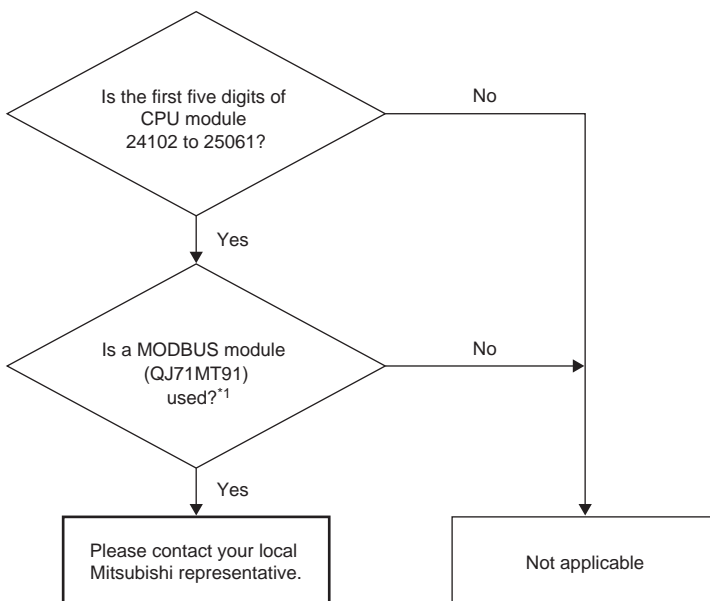 Is the first five digits of
CPU module
24102 to 25061?
No
Yes
Is a MODBUS module
(QJ71MT91)
used?*1
No
Yes
Please contact your local
Mitsubishi representative.
Not applicable